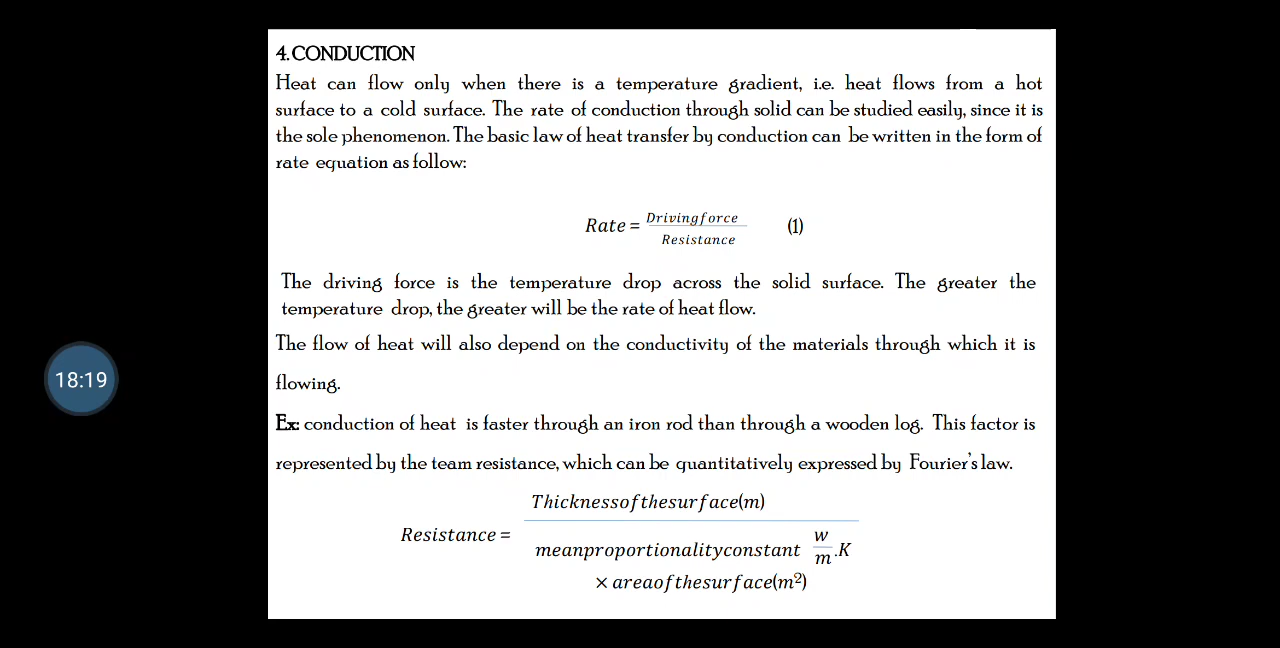 4. CONDUCTION
Heat can flow only when there is a temperature gradient, i.e. heat flows from a hot
surface to a cold surface. The rate of conduction through solid can be studied easily, since it is
the sole phenomenon. The basic law of heat transfer by conduction can be written in the form of
rate equation as follow:
Rate = Drivingforce / Resistance (1)
The driving force is the temperature drop across the solid surface. The greater the
temperature drop, the greater will be the rate of heat flow.
The flow of heat will also depend on the conductivity of the materials through which it is
flowing.
18:19
Ex: conduction of heat is faster through an iron rod than through a wooden log. This factor is
represented by the team resistance, which can be quantitatively expressed by Fourier's law.
Thicknessofthesurface(m)
Resistance =
meanproportionalityconstant w/m .K
× areaofthesurface(m²)